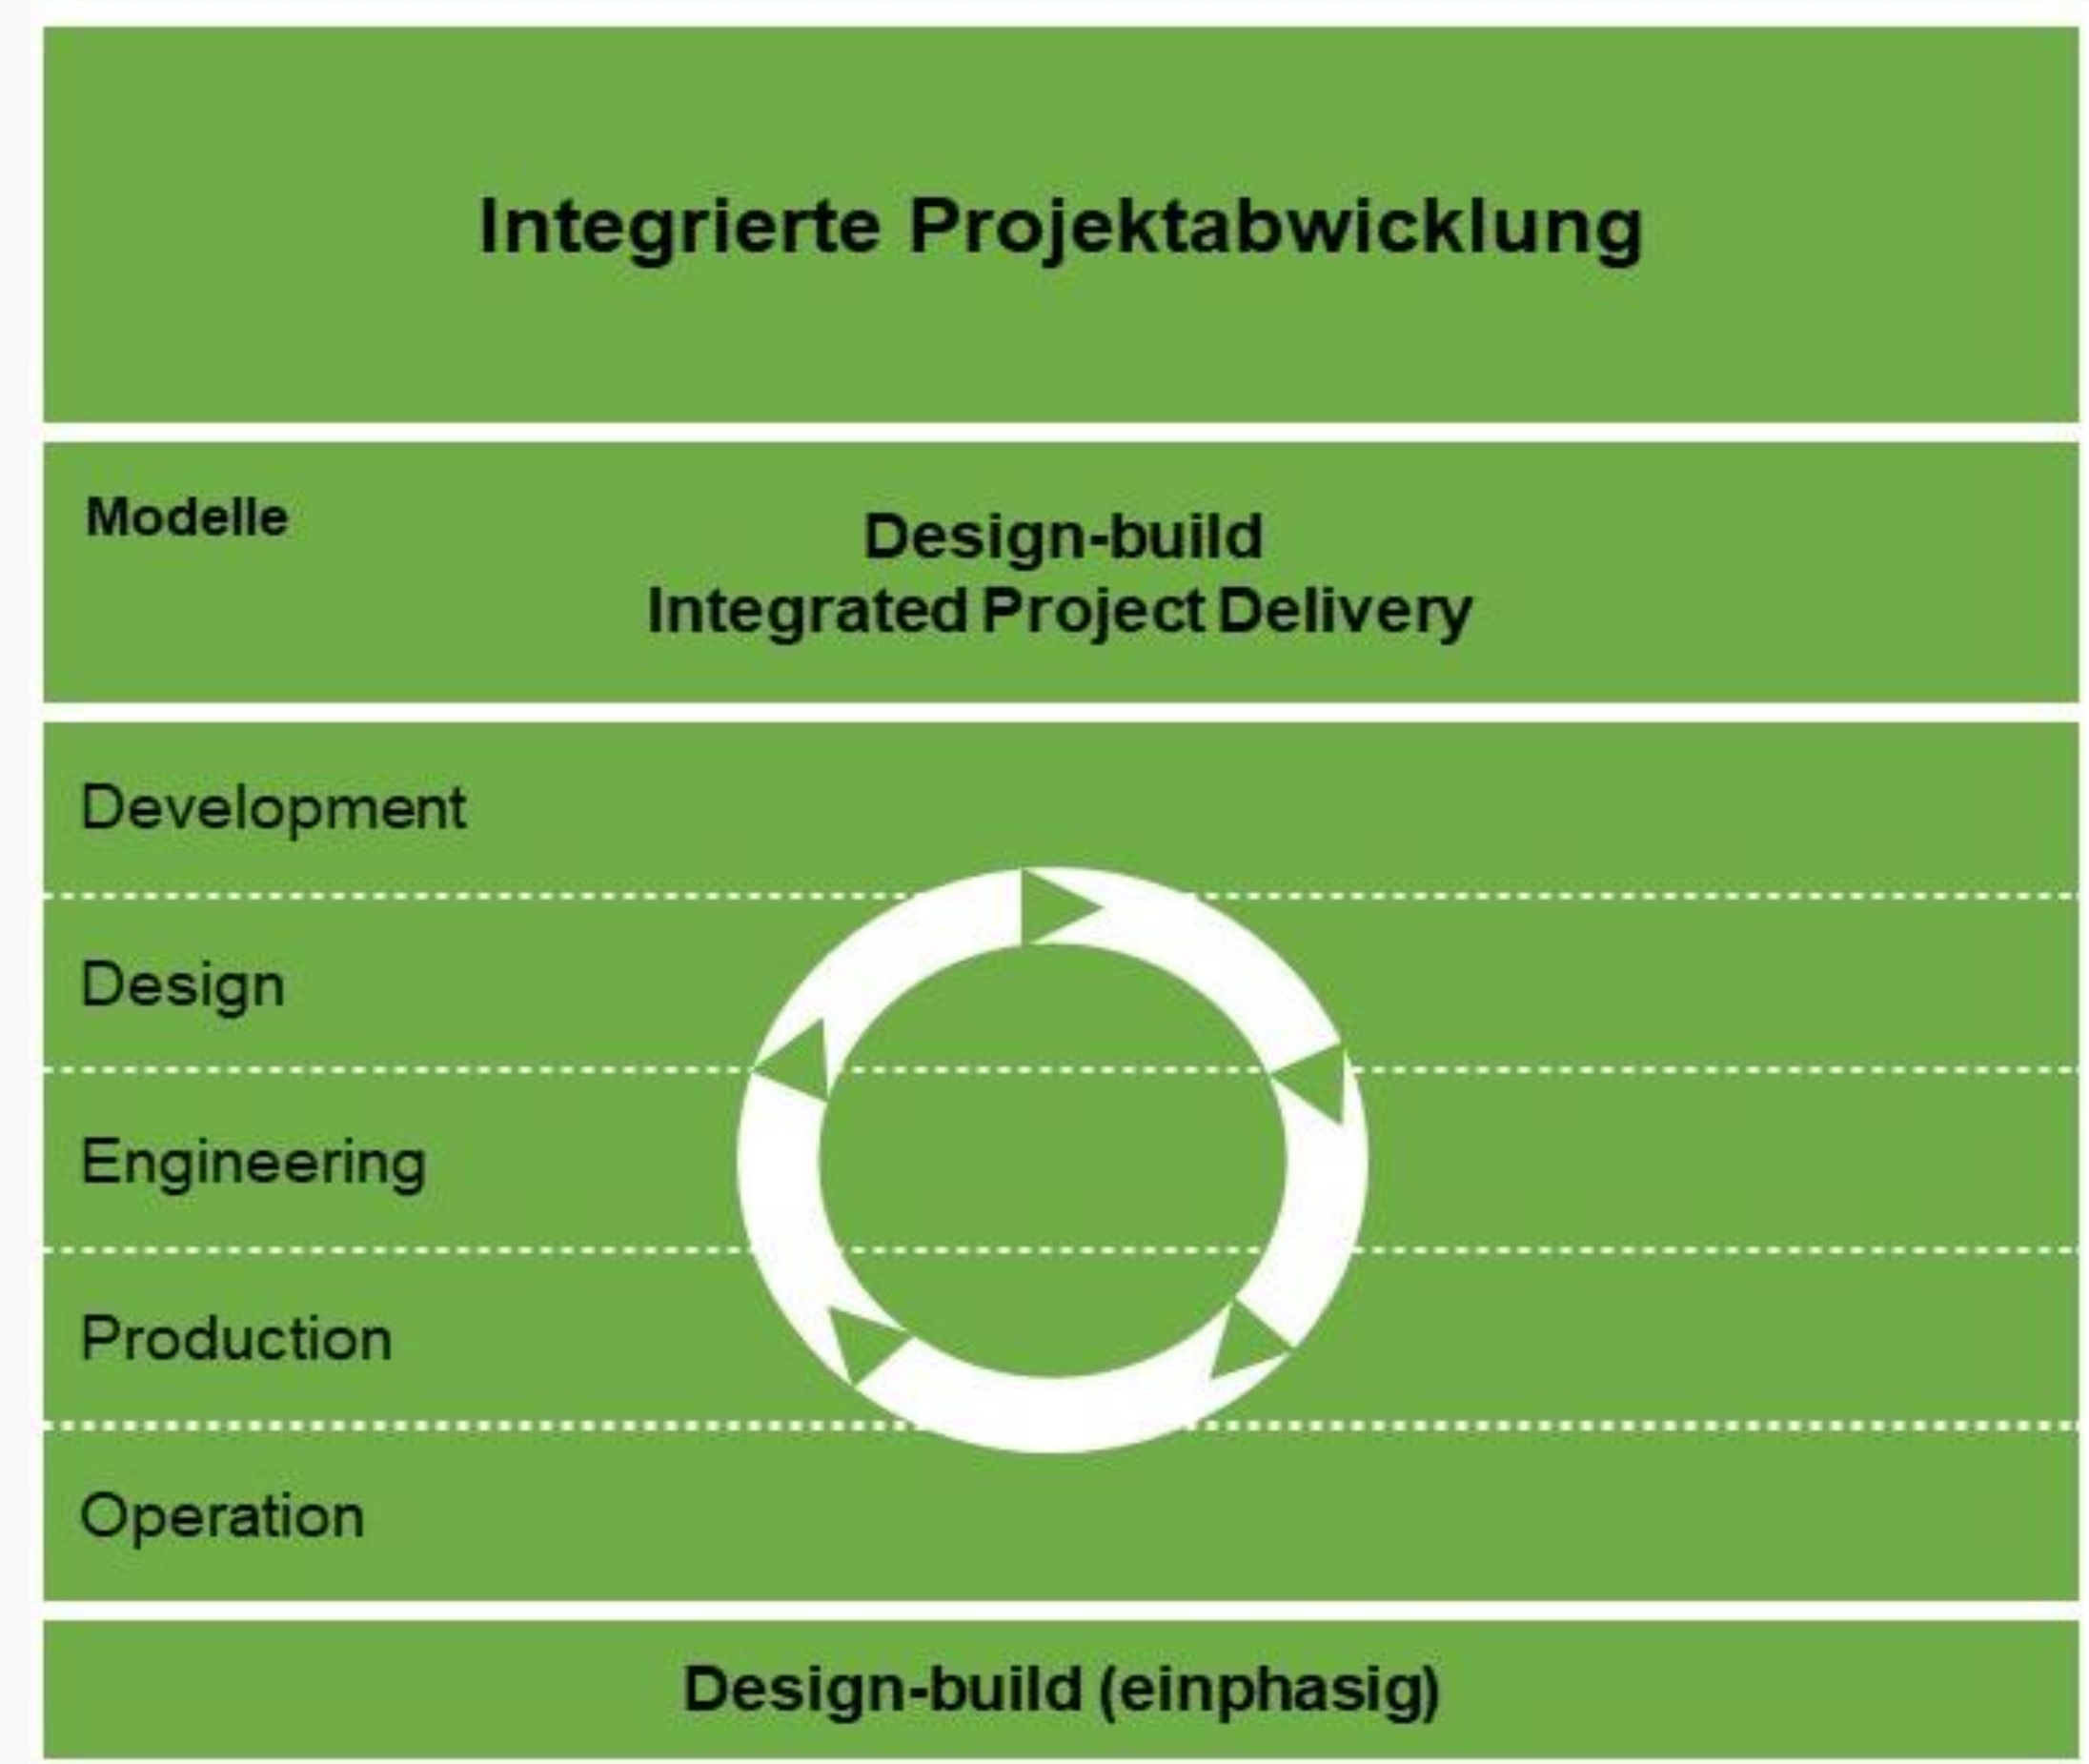 Integrierte Projektabwicklung
Modelle
Design-build
Integrated Project Delivery
Development
Design
Engineering
Production
Operation
Design-build (einphasig)